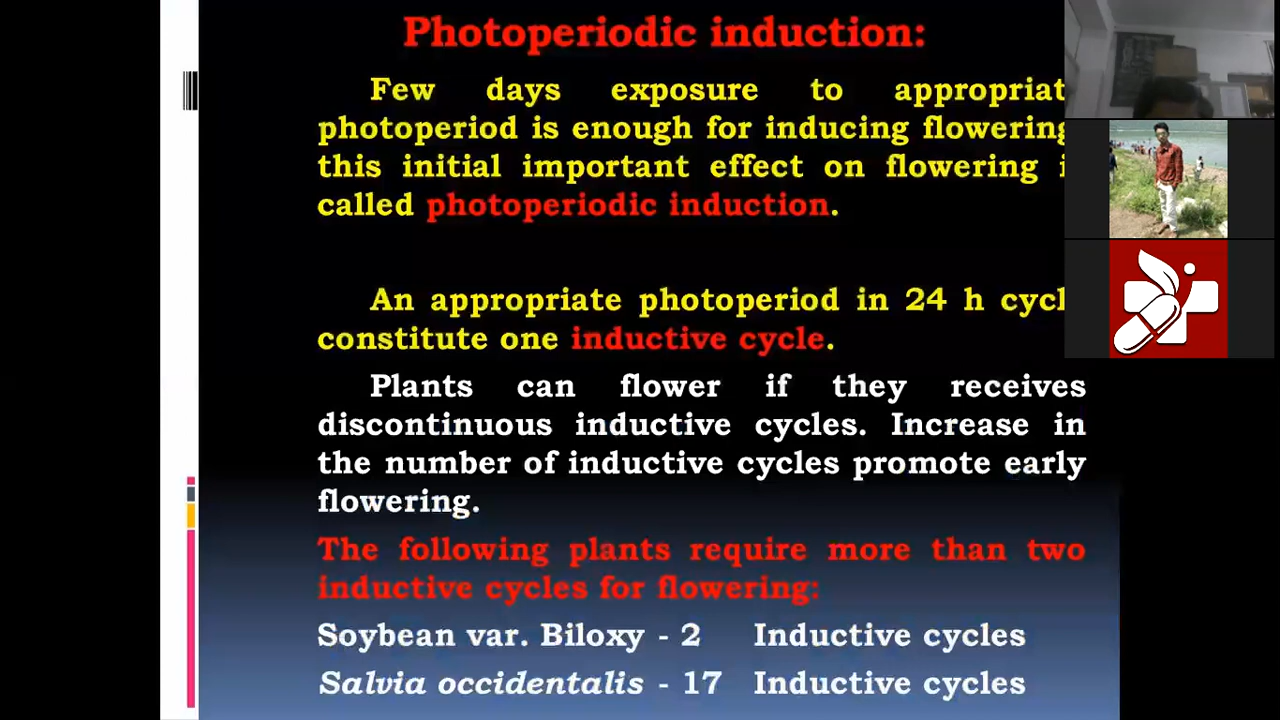 Photoperiodic induction:
Few days exposure to appropriat
photoperiod is enough for inducing flowering
this initial important effect on flowering i
called photoperiodic induction.
An appropriate photoperiod in 24 h cycl
constitute one inductive cycle.
Plants can flower if they receives
discontinuous inductive cycles. Increase in
the number of inductive cycles promote early
flowering.
The following plants require more than two
inductive cycles for flowering:
Soybean var. Biloxy - 2 Inductive cycles
Salvia occidentalis - 17 Inductive cycles